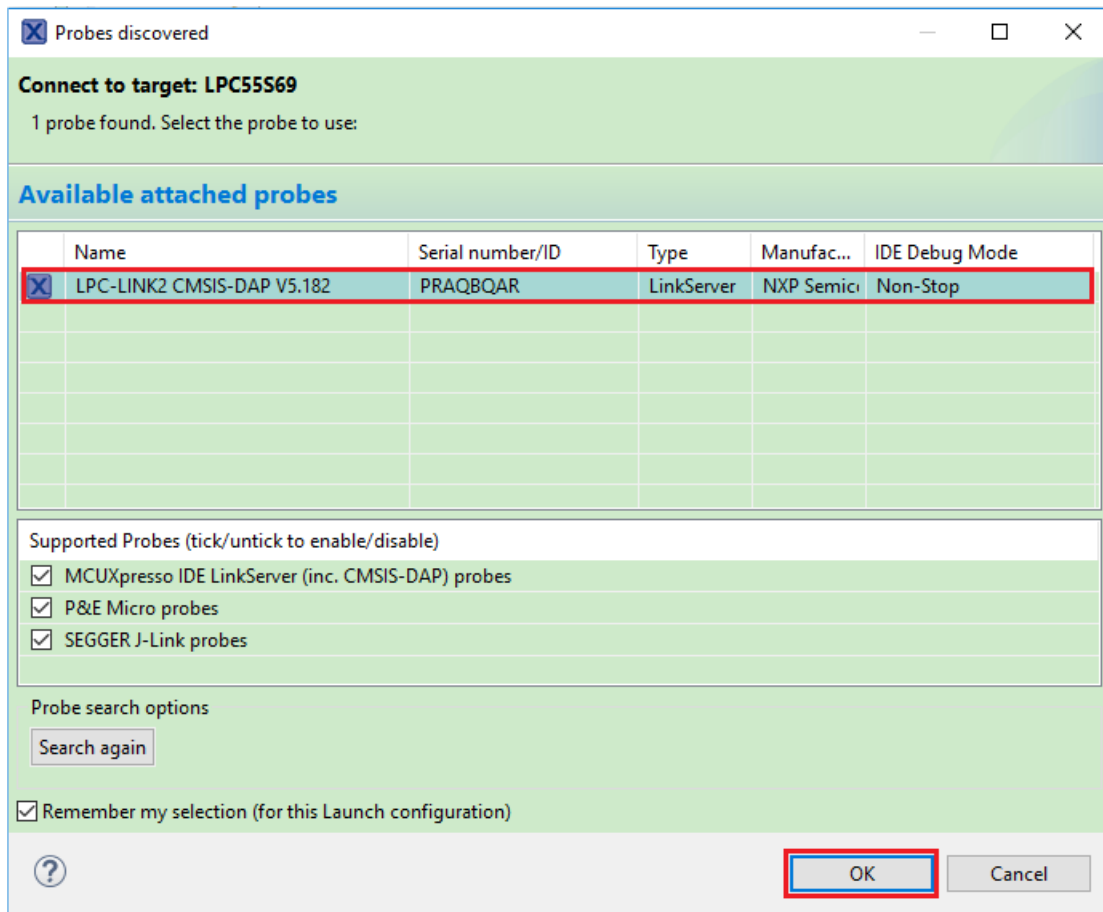 Probes discovered
Connect to target: LPC55S69
1 probe found. Select the probe to use:
Available attached probes
Name Serial number/ID Type Manufac... IDE Debug Mode
LPC-LINK2 CMSIS-DAP V5.182 PRAQBQAR LinkServer NXP Semic Non-Stop
Supported Probes (tick/untick to enable/disable)
MCUXpresso IDE LinkServer (inc. CMSIS-DAP) probes
P&E Micro probes
SEGGER J-Link probes
Probe search options
Search again
Remember my selection (for this Launch configuration)
OK Cancel